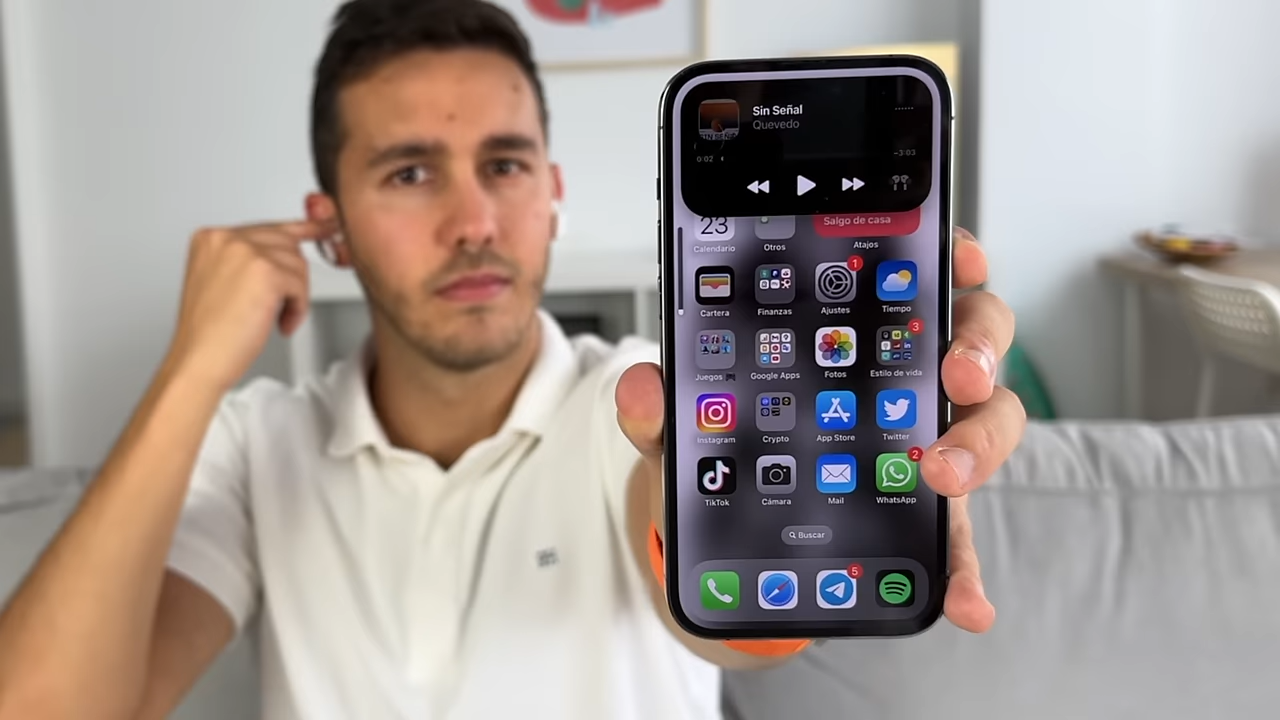 Sin Señal
Quevedo
0:02
-3:03
23
Salgo de casa
Calendario
Otros
Atajos
1
Cartera
Finanzas
Ajustes
Tiempo
3
Juegos
Google Apps
Fotos
Estilo de vida
Instagram
Crypto
App Store
Twitter
2
TikTok
Cámara
Mail
WhatsApp
Buscar
5